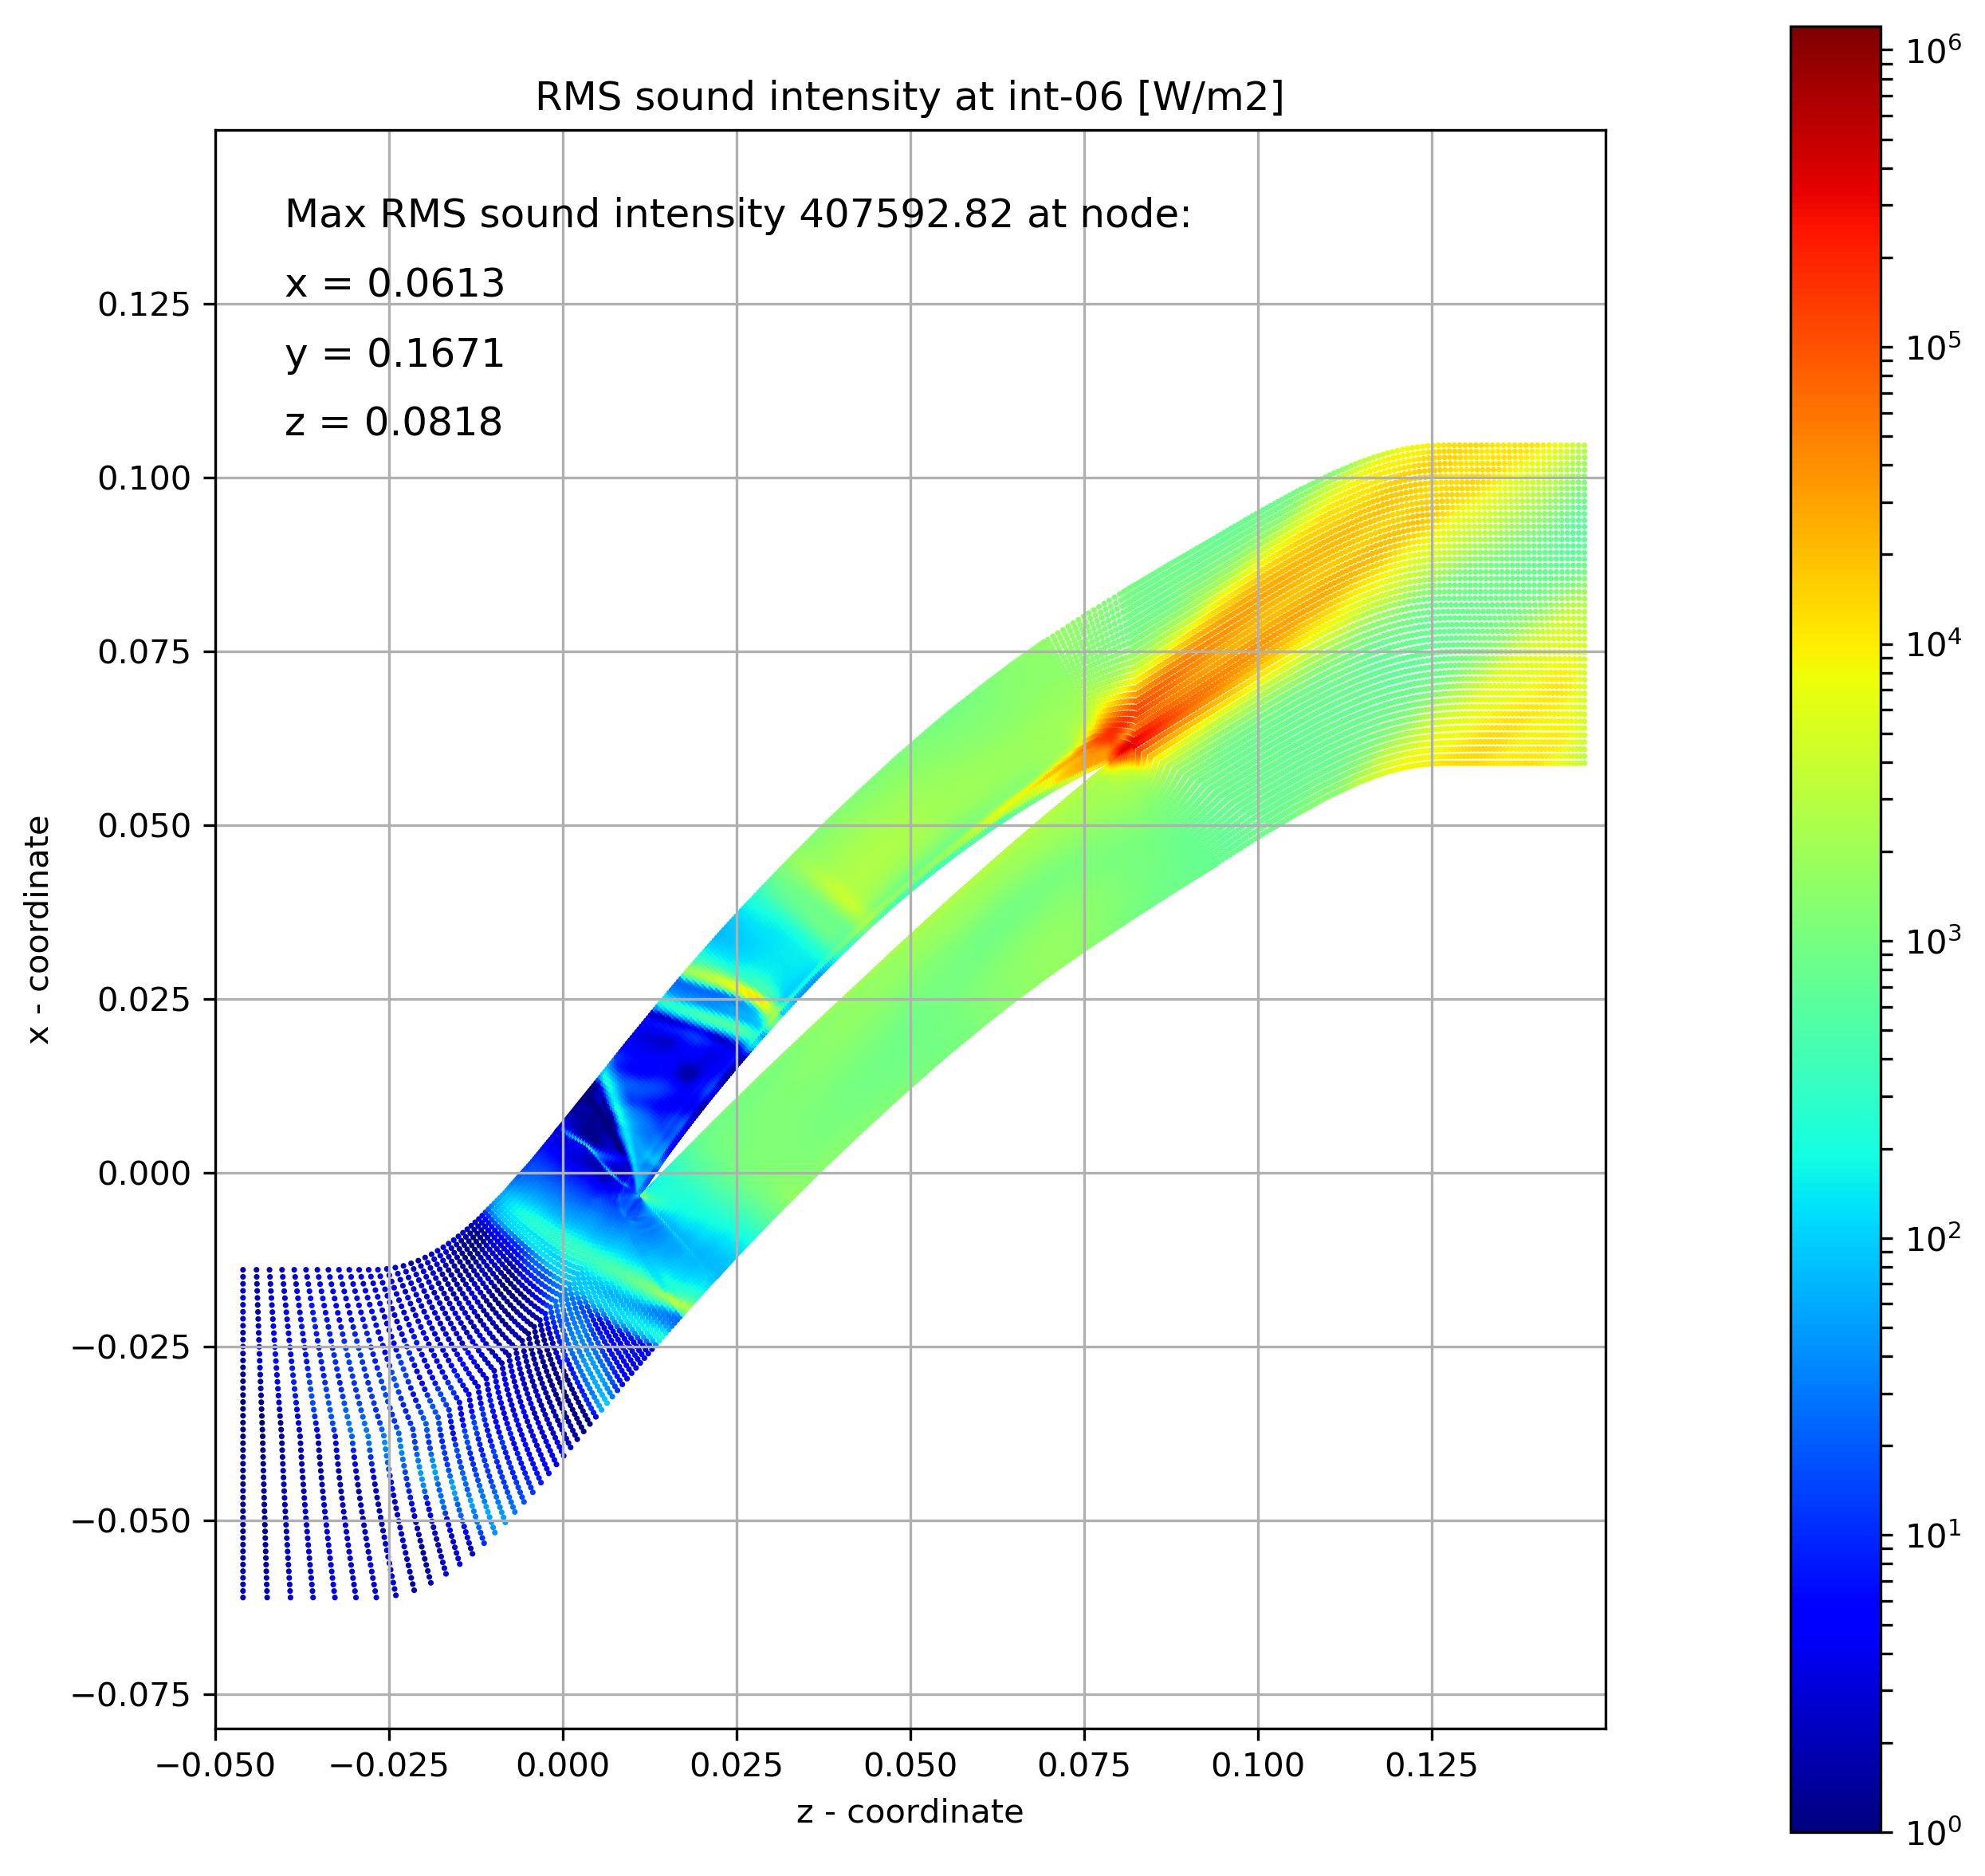 RMS sound intensity at int-06 [W/m2]
Max RMS sound intensity 407592.82 at node:
x = 0.0613
y = 0.1671
z = 0.0818
x - coordinate
0.125
0.100
0.075
0.050
0.025
0.000
−0.025
−0.050
−0.075
−0.050 −0.025 0.000 0.025 0.050 0.075 0.100 0.125
z - coordinate
10⁶
10⁵
10⁴
10³
10²
10¹
10⁰